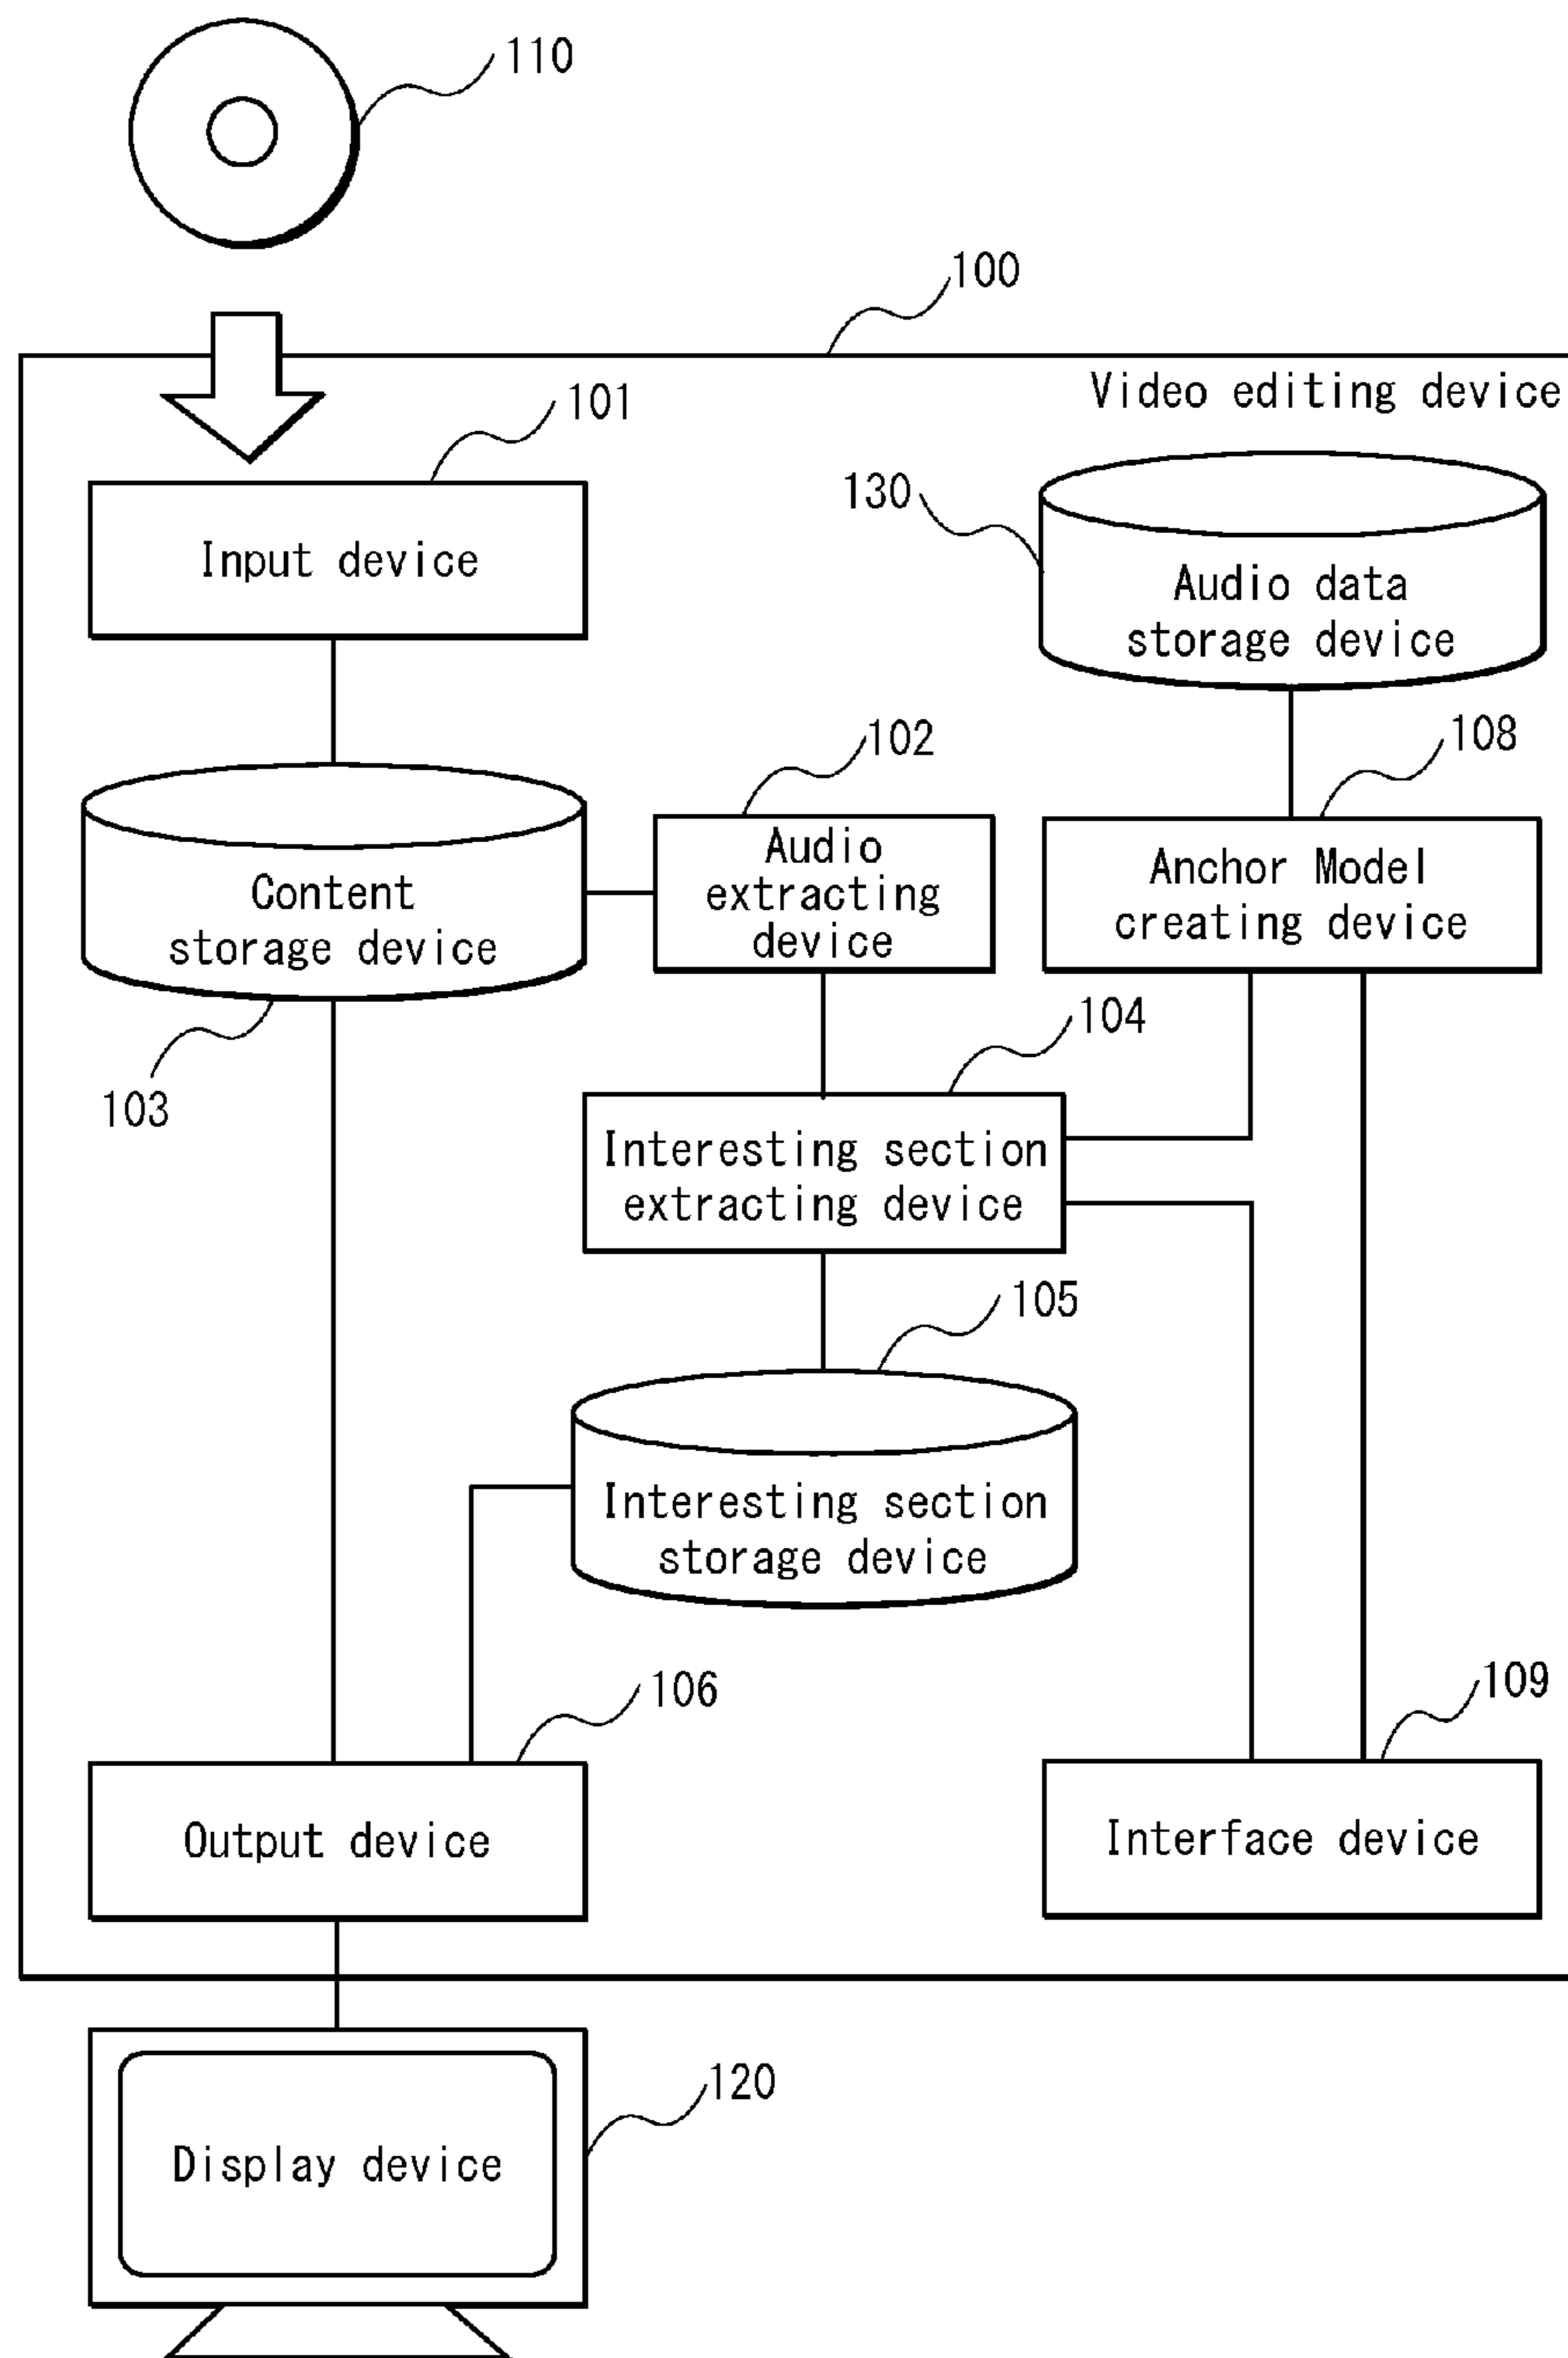 110
100
Video editing device
101
Input device
130
Audio data
storage device
102
108
Audio
extracting
device
Anchor Model
creating device
Content
storage device
103
104
Interesting section
extracting device
105
Interesting section
storage device
106
109
Output device
Interface device
120
Display device